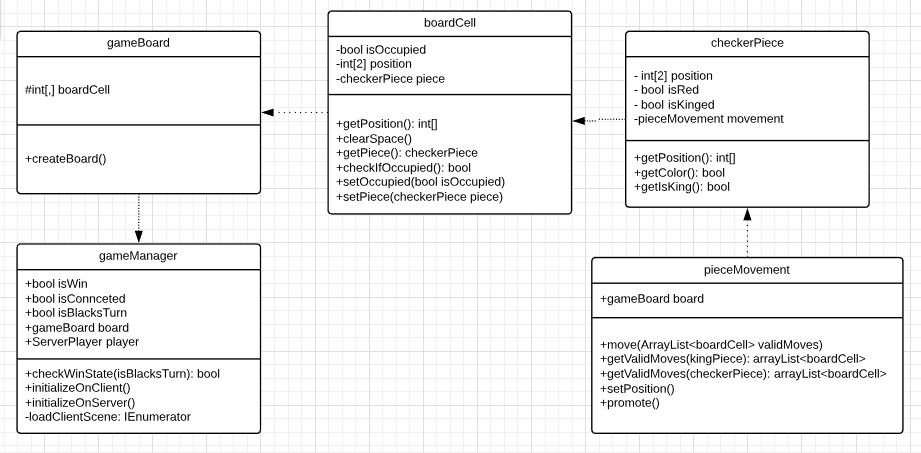 gameBoard
#int[,] boardCell
+createBoard()
boardCell
-bool isOccupied
-int[2] position
-checkerPiece piece
+getPosition(): int[]
+clearSpace()
+getPiece(): checkerPiece
+checkIfOccupied(): bool
+setOccupied(bool isOccupied)
+setPiece(checkerPiece piece)
checkerPiece
- int[2] position
- bool isRed
- bool isKinged
-pieceMovement movement
+getPosition(): int[]
+getColor(): bool
+getIsKing(): bool
gameManager
+bool isWin
+bool isConnceted
+bool isBlacksTurn
+gameBoard board
+ServerPlayer player
+checkWinState(isBlacksTurn): bool
+initializeOnClient()
+initializeOnServer()
-loadClientScene: IEnumerator
pieceMovement
+gameBoard board
+move(ArrayList<boardCell> validMoves)
+getValidMoves(kingPiece): arrayList<boardCell>
+getValidMoves(checkerPiece): arrayList<boardCell>
+setPosition()
+promote()